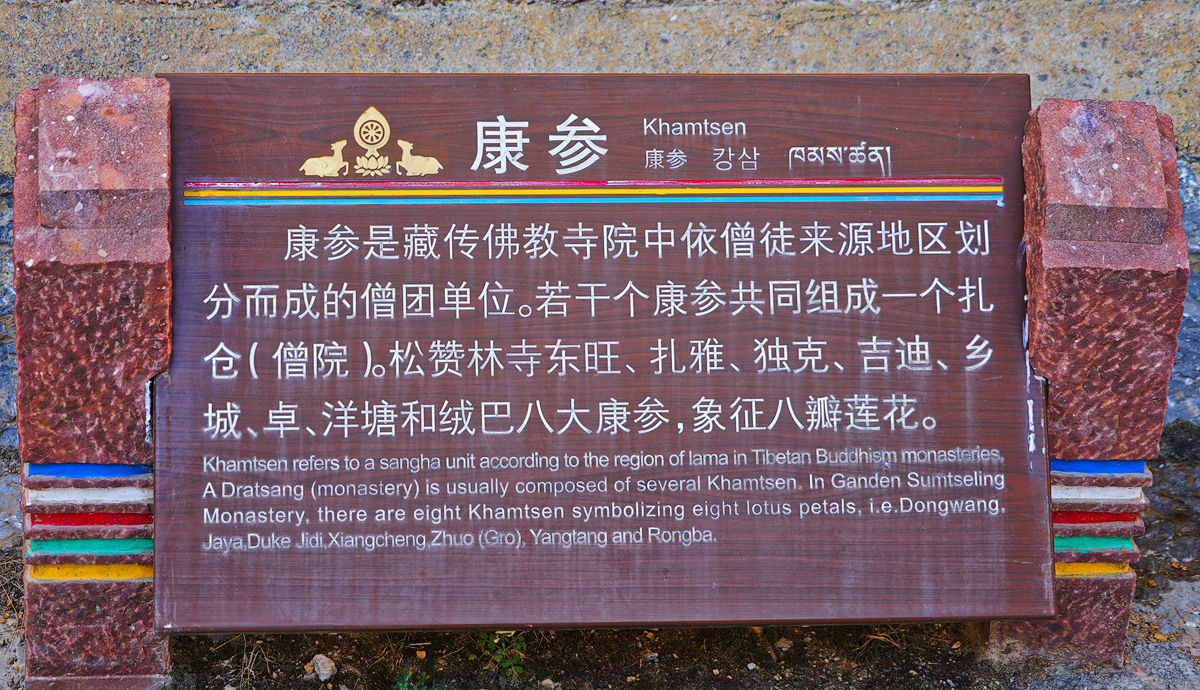 康参
Khamtsen
康参 캉삼 ཁམས་ཚན།
康参是藏传佛教寺院中依僧徒来源地区划
分而成的僧团单位。若干个康参共同组成一个扎
仓(僧院)。松赞林寺东旺、扎雅、独克、吉迪、乡
城、卓、洋塘和绒巴八大康参,象征八瓣莲花。
Khamtsen refers to a sangha unit according to the region of lama in Tibetan Buddhism monasteries.
A Dratsang (monastery) is usually composed of several Khamtsen. In Ganden Sumtseling
Monastery, there are eight Khamtsen symbolizing eight lotus petals, i.e.Dongwang,
Jaya,Duke Jidi,Xiangcheng,Zhuo (Gro), Yangtang and Rongba.